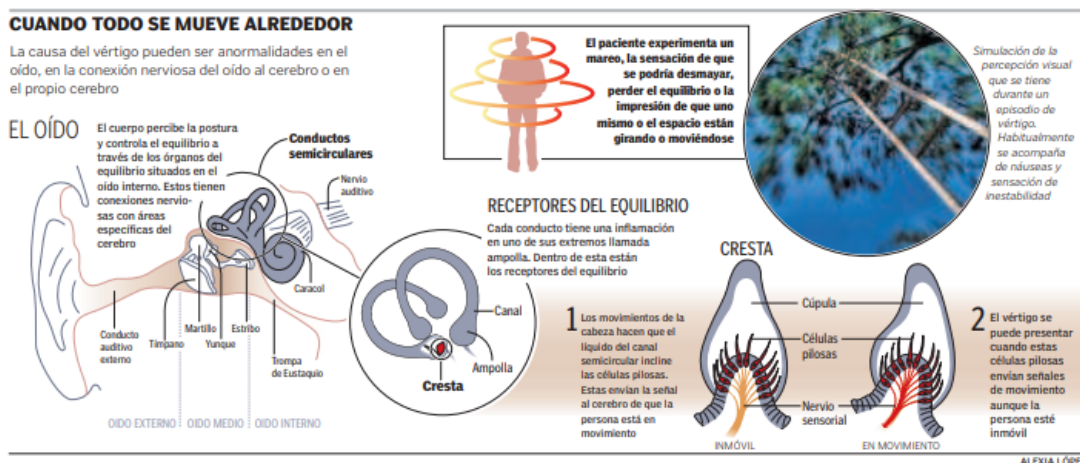 CUANDO TODO SE MUEVE ALREDEDOR
La causa del vértigo pueden ser anormalidades en el
oído, en la conexión nerviosa del oído al cerebro o en
el propio cerebro
EL OÍDO
El cuerpo percibe la postura
y controla el equilibrio a
través de los órganos del
equilibrio situados en el
oído interno. Estos tienen
conexiones nervio-
sas con áreas
específicas del
cerebro
Conductos
semicirculares
Nervio
auditivo
Caracol
Conducto
auditivo
externo
Tímpano
Martillo
Yunque
Estribo
Trompa
de Eustaquio
OIDO EXTERNO
OIDO MEDIO
OIDO INTERNO
El paciente experimenta un
mareo, la sensación de que
se podría desmayar,
perder el equilibrio o la
impresión de que uno
mismo o el espacio están
girando o moviéndose
Simulación de la
percepción visual
que se tiene
durante un
episodio de
vértigo.
Habitualmente
se acompaña
de náuseas y
sensación de
inestabilidad
RECEPTORES DEL EQUILIBRIO
Cada conducto tiene una inflamación
en uno de sus extremos llamada
ampolla. Dentro de esta están
los receptores del equilibrio
Canal
Ampolla
Cresta
1 Los movimientos de la
cabeza hacen que el
líquido del canal
semicircular incline
las células pilosas.
Estas envían la señal
al cerebro de que la
persona está en
movimiento
CRESTA
Cúpula
Células
pilosas
Nervio
sensorial
INMÓVIL
EN MOVIMIENTO
2 El vértigo se
puede presentar
cuando estas
células pilosas
envían señales
de movimiento
aunque la
persona esté
inmóvil